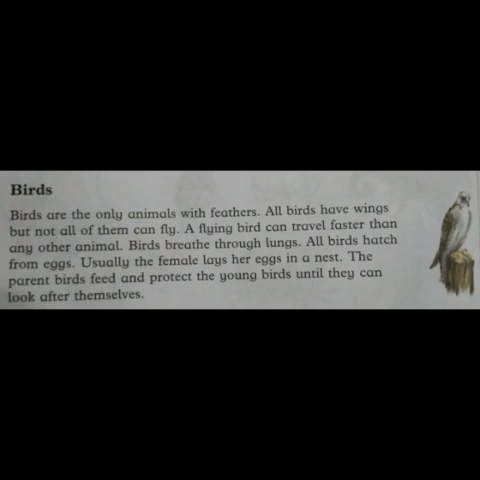 Birds
Birds are the only animals with feathers. All birds have wings
but not all of them can fly. A flying bird can travel faster than
any other animal. Birds breathe through lungs. All birds hatch
from eggs. Usually the female lays her eggs in a nest. The
parent birds feed and protect the young birds until they can
look after themselves.